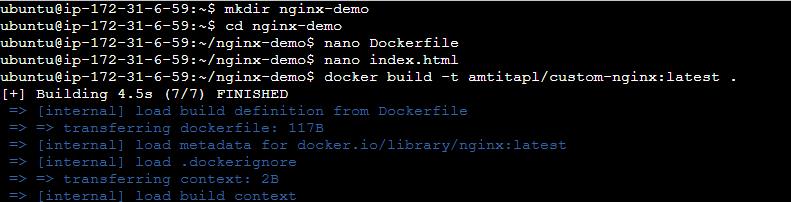 ubuntu@ip-172-31-6-59:~$ mkdir nginx-demo
ubuntu@ip-172-31-6-59:~$ cd nginx-demo
ubuntu@ip-172-31-6-59:~/nginx-demo$ nano Dockerfile
ubuntu@ip-172-31-6-59:~/nginx-demo$ nano index.html
ubuntu@ip-172-31-6-59:~/nginx-demo$ docker build -t amtitapl/custom-nginx:latest .
[+] Building 4.5s (7/7) FINISHED
=> [internal] load build definition from Dockerfile
=> => transferring dockerfile: 117B
=> [internal] load metadata for docker.io/library/nginx:latest
=> [internal] load .dockerignore
=> => transferring context: 2B
=> [internal] load build context